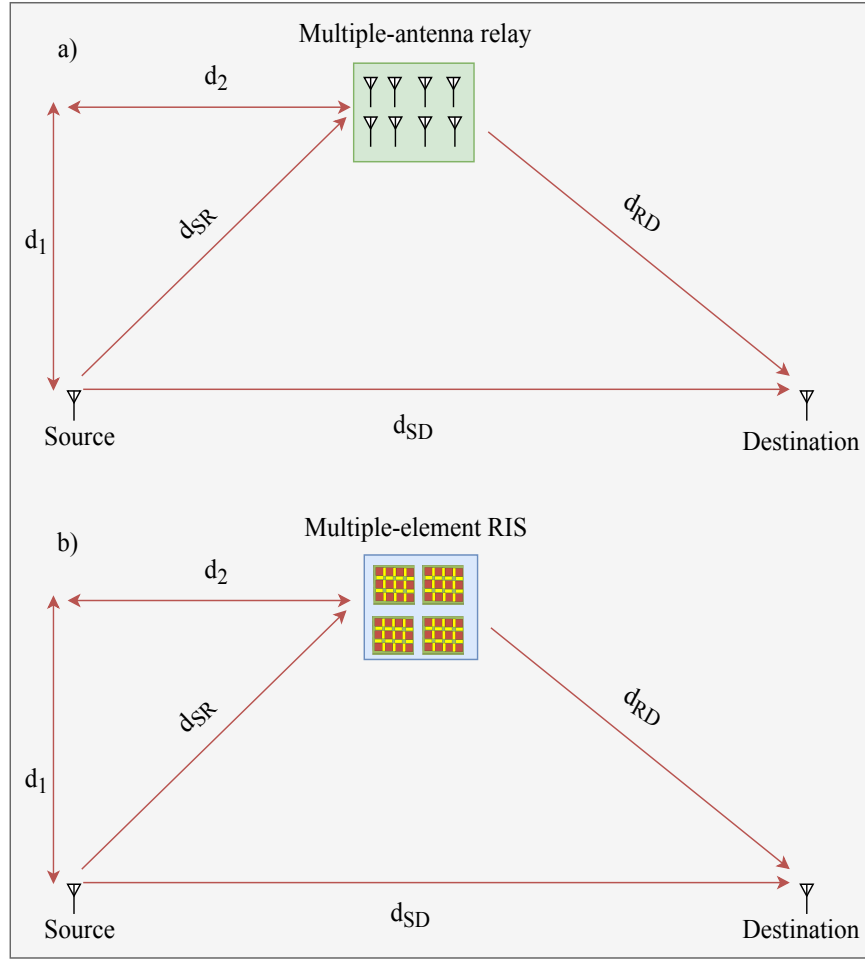 a)
Multiple-antenna relay
d2
dSR
dRD
d1
dSD
Source
Destination
b)
Multiple-element RIS
d2
dSR
dRD
d1
dSD
Source
Destination